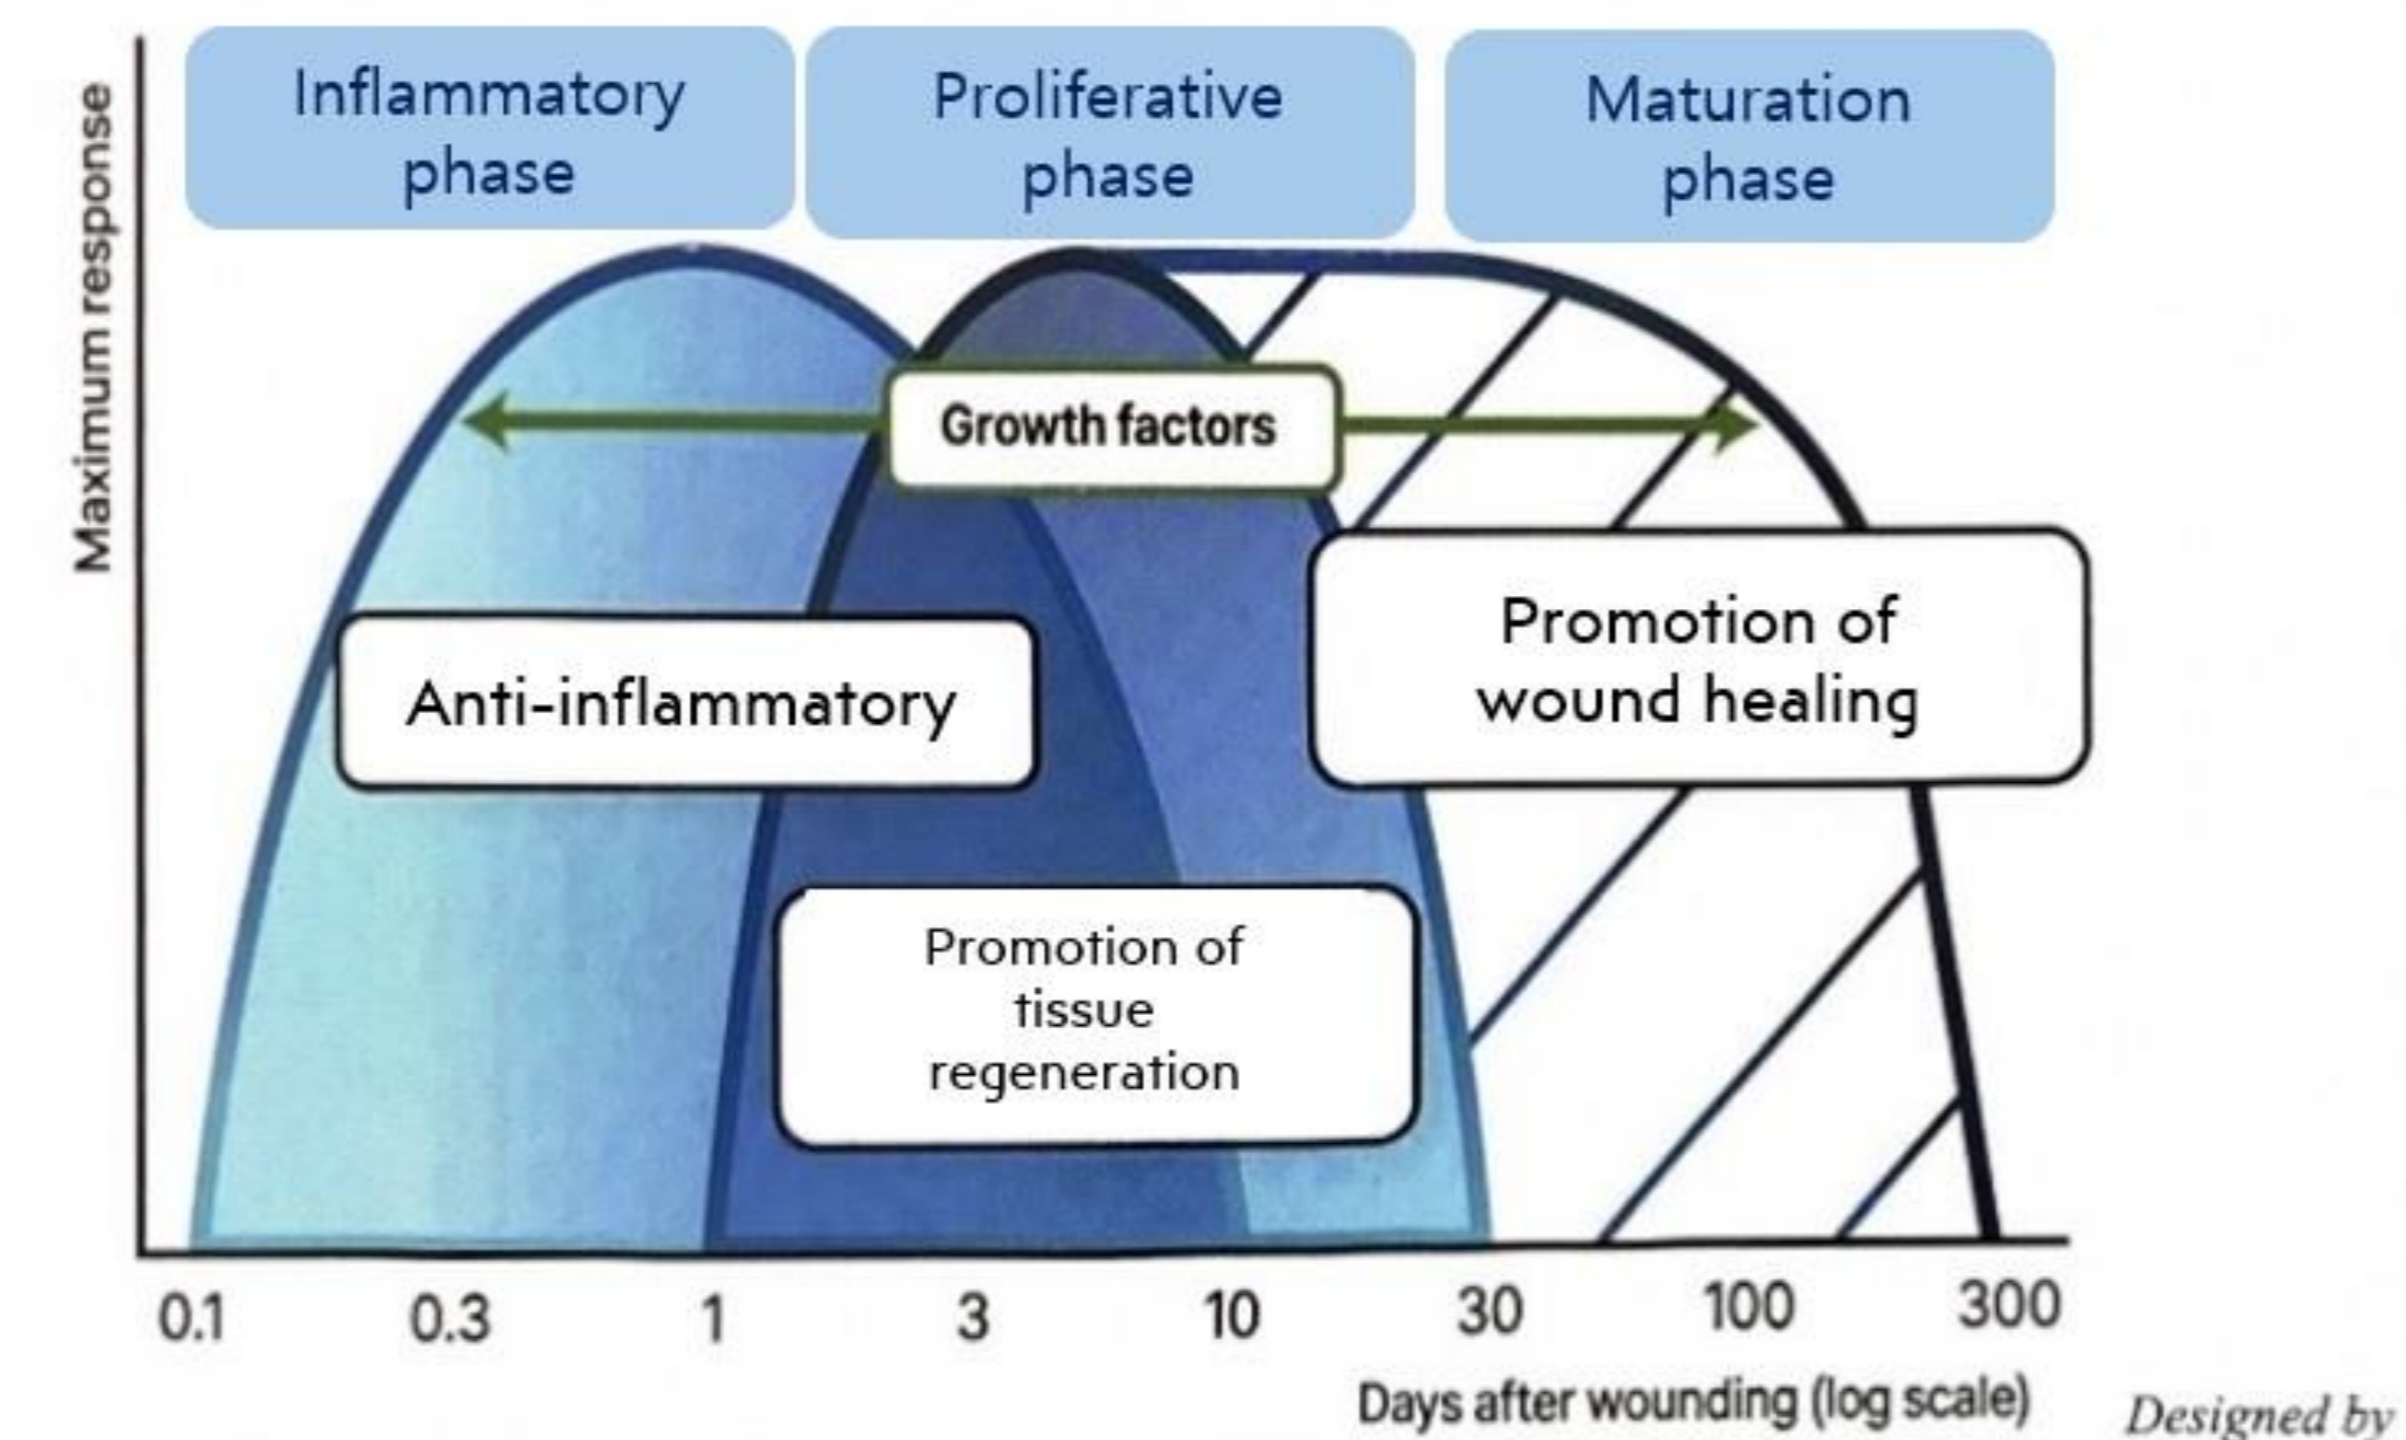 Inflammatory
phase
Proliferative
phase
Maturation
phase
Maximum response
Growth factors
Anti-inflammatory
Promotion of
wound healing
Promotion of
tissue
regeneration
0.1 0.3 1 3 10 30 100 300
Days after wounding (log scale)
Designed by